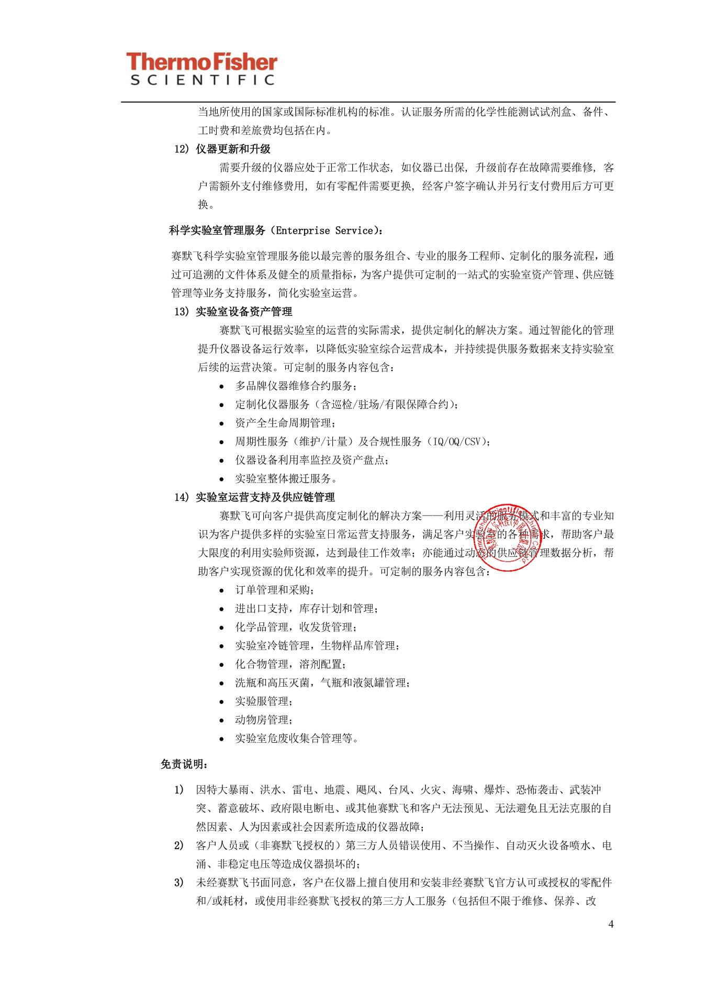 ThermoFisher
SCIENTIFIC
当地所使用的国家或国际标准机构的标准。认证服务所需的化学性能测试试剂盒、备件、
工时费和差旅费均包括在内。
12) 仪器更新和升级
需要升级的仪器应处于正常工作状态, 如仪器已出保, 升级前存在故障需要维修, 客
户需额外支付维修费用, 如有零配件需要更换, 经客户签字确认并另行支付费用后方可更
换。
科学实验室管理服务（Enterprise Service）：
赛默飞科学实验室管理服务能以最完善的服务组合、专业的服务工程师、定制化的服务流程，通
过可追溯的文件体系及健全的质量指标，为客户提供可定制的一站式的实验室资产管理、供应链
管理等业务支持服务，简化实验室运营。
13) 实验室设备资产管理
赛默飞可根据实验室的运营的实际需求，提供定制化的解决方案。通过智能化的管理
提升仪器设备运行效率，以降低实验室综合运营成本，并持续提供服务数据来支持实验室
后续的运营决策。可定制的服务内容包含：
• 多品牌仪器维修合约服务；
• 定制化仪器服务（含巡检/驻场/有限保障合约）；
• 资产全生命周期管理；
• 周期性服务（维护/计量）及合规性服务（IQ/OQ/CSV）；
• 仪器设备利用率监控及资产盘点；
• 实验室整体搬迁服务。
14) 实验室运营支持及供应链管理
赛默飞可向客户提供高度定制化的解决方案——利用灵活的服务模式和丰富的专业知
识为客户提供多样的实验室日常运营支持服务，满足客户实验室的各种需求，帮助客户最
大限度的利用实验师资源，达到最佳工作效率；亦能通过动态的供应链管理数据分析，帮
助客户实现资源的优化和效率的提升。可定制的服务内容包含：
• 订单管理和采购；
• 进出口支持，库存计划和管理；
• 化学品管理，收发货管理；
• 实验室冷链管理，生物样品库管理；
• 化合物管理，溶剂配置；
• 洗瓶和高压灭菌，气瓶和液氮罐管理；
• 实验服管理；
• 动物房管理；
• 实验室危废收集合管理等。
免责说明：
1) 因特大暴雨、洪水、雷电、地震、飓风、台风、火灾、海啸、爆炸、恐怖袭击、武装冲
突、蓄意破坏、政府限电断电、或其他赛默飞和客户无法预见、无法避免且无法克服的自
然因素、人为因素或社会因素所造成的仪器故障；
2) 客户人员或（非赛默飞授权的）第三方人员错误使用、不当操作、自动灭火设备喷水、电
涌、非稳定电压等造成仪器损坏的；
3) 未经赛默飞书面同意，客户在仪器上擅自使用和安装非经赛默飞官方认可或授权的零配件
和/或耗材，或使用非经赛默飞授权的第三方人工服务（包括但不限于维修、保养、改
4